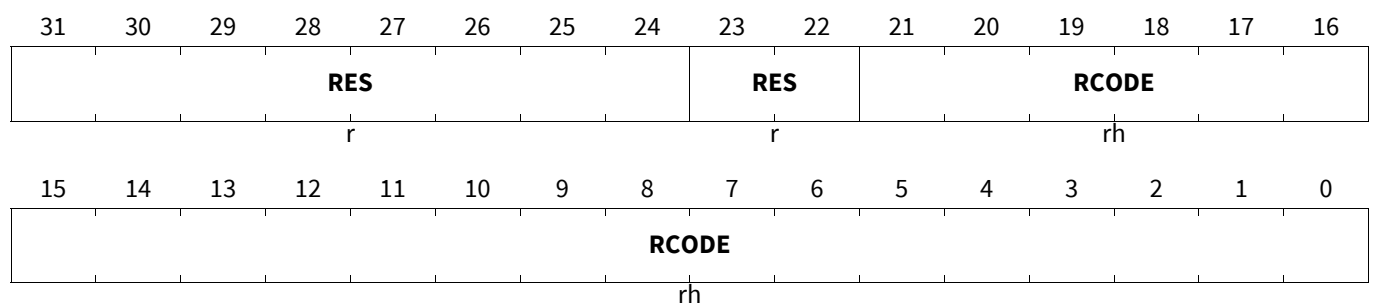 31 30 29 28 27 26 25 24 23 22 21 20 19 18 17 16
RES RES RCODE
r r rh
15 14 13 12 11 10 9 8 7 6 5 4 3 2 1 0
RCODE
rh